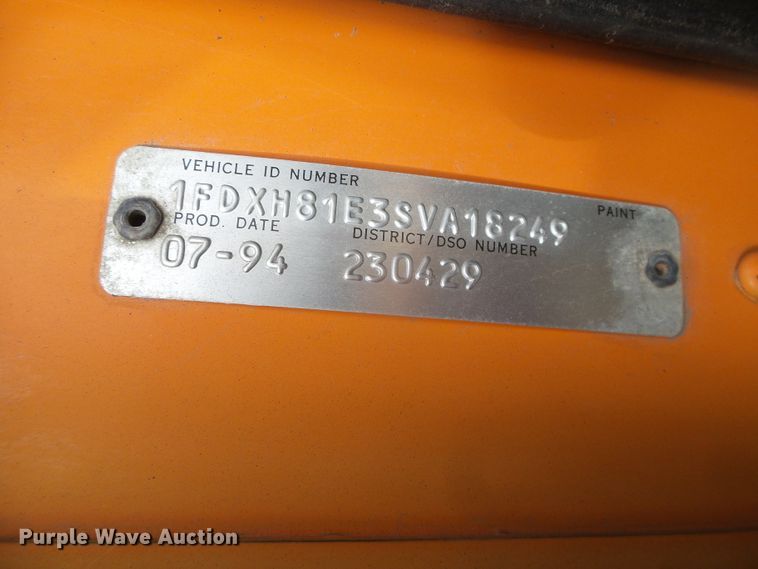 VEHICLE ID NUMBER
1FDXH81E3SVA18249
PAINT
PROD. DATE
DISTRICT/DSO NUMBER
07-94 230429
Purple Wave Auction